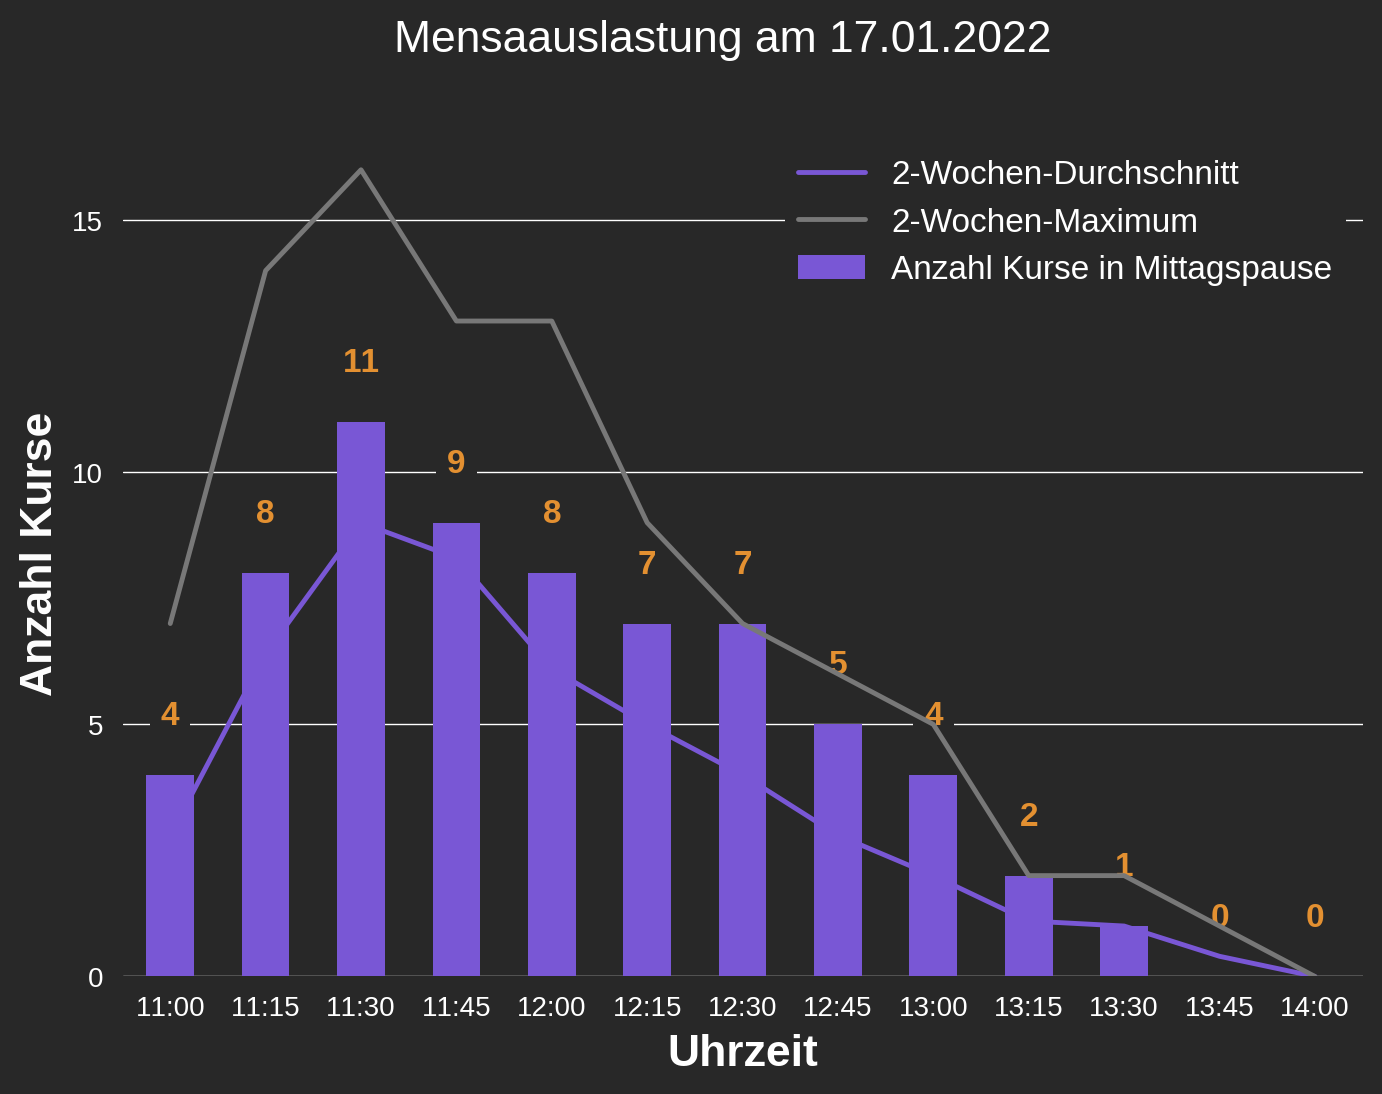 Mensaauslastung am 17.01.2022
2-Wochen-Durchschnitt
2-Wochen-Maximum
Anzahl Kurse in Mittagspause
Anzahl Kurse
15
10
5
0
11
9
8
8
7
7
5
4
4
2
1
0
0
11:00 11:15 11:30 11:45 12:00 12:15 12:30 12:45 13:00 13:15 13:30 13:45 14:00
Uhrzeit